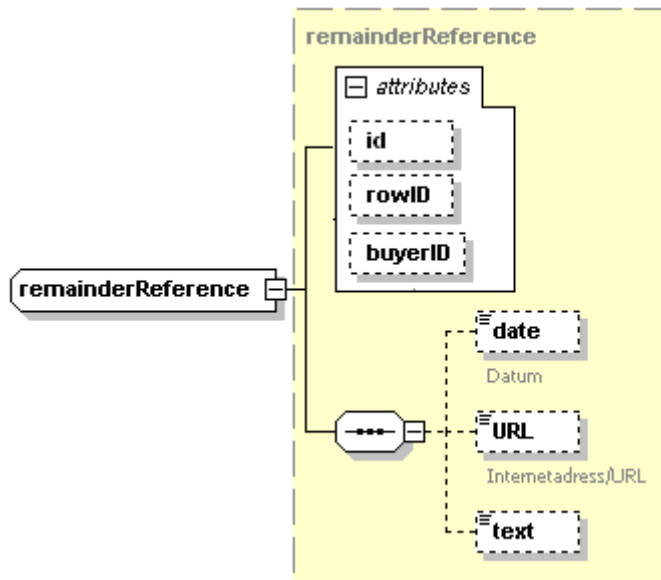 remainderReference
attributes
id
rowID
buyerID
remainderReference
date
Datum
URL
Internetadress/URL
text